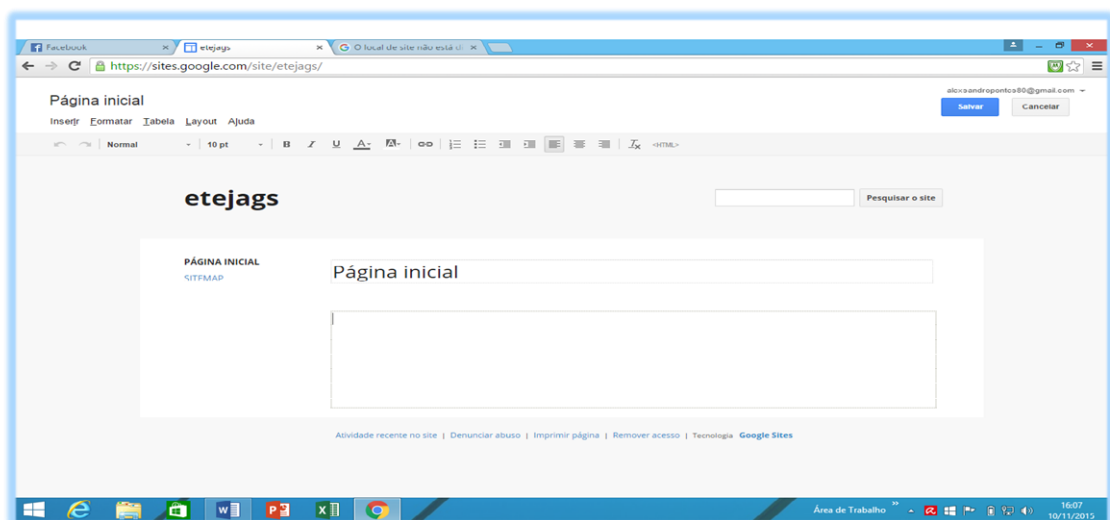 Facebook × etejags × O local de site não está di ×
https://sites.google.com/site/etejags/
Página inicial
Salvar Cancelar
Inserir Formatar Tabela Layout Ajuda
Normal 10 pt B I U A A Tx <HTML>
etejags
Pesquisar o site
PÁGINA INICIAL
SITEMAP
Página inicial
Atividade recente no site | Denunciar abuso | Imprimir página | Remover acesso | Tecnologia Google Sites
Área de Trabalho
16:07
10/11/2015